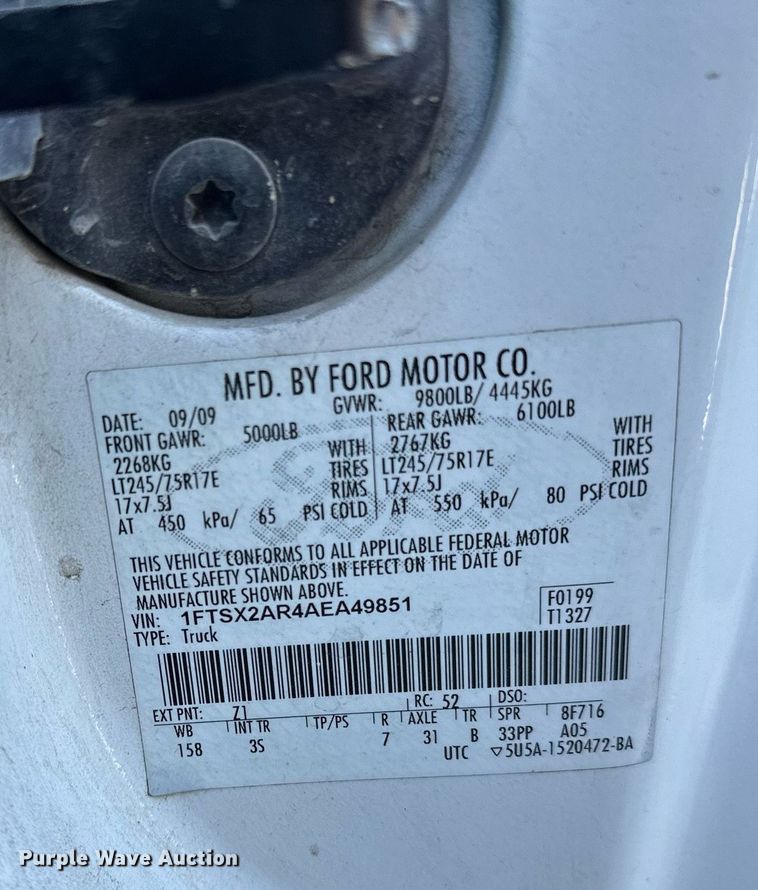 MFD. BY FORD MOTOR CO.
DATE: 09/09 GVWR: 9800LB/ 4445KG
FRONT GAWR: 5000LB REAR GAWR: 6100LB
2268KG WITH 2767KG WITH
LT245/75R17E TIRES LT245/75R17E TIRES
17x7.5J RIMS 17x7.5J RIMS
AT 450 kPa/ 65 PSI COLD AT 550 kPa/ 80 PSI COLD
THIS VEHICLE CONFORMS TO ALL APPLICABLE FEDERAL MOTOR
VEHICLE SAFETY STANDARDS IN EFFECT ON THE DATE OF
MANUFACTURE SHOWN ABOVE.
VIN: 1FTSX2AR4AEA49851 F0199
TYPE: Truck T1327
EXT PNT: Z1 RC: 52 DSO:
WB INT TR TP/PS R AXLE TR SPR 8F716
158 3S 7 31 B 33PP A05
UTC ▽5U5A-1520472-BA
Purple Wave Auction